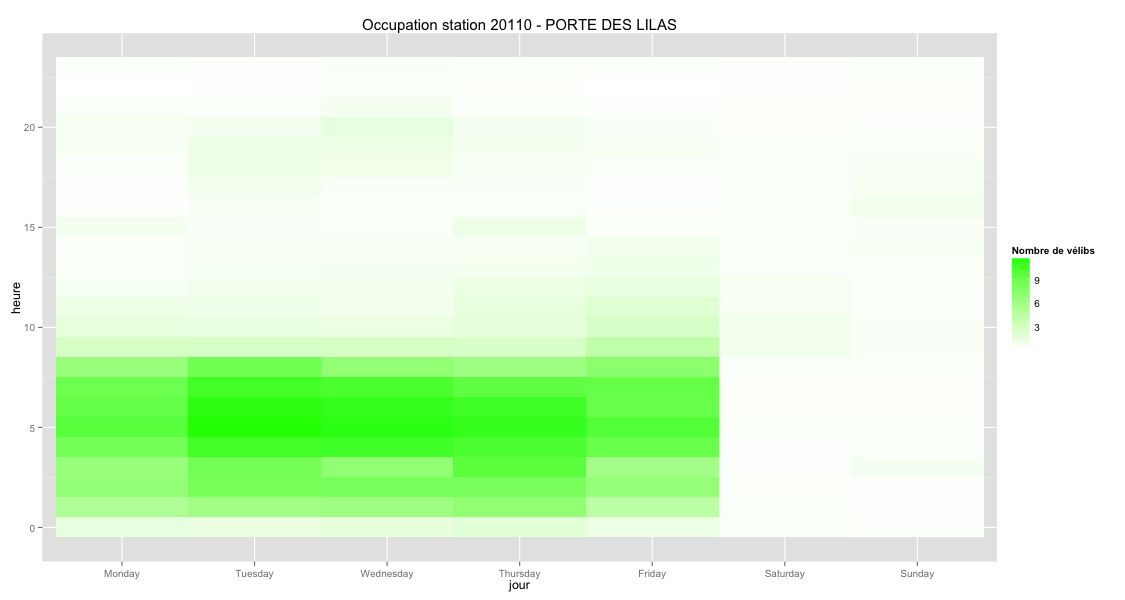 Occupation station 20110 - PORTE DES LILAS
heure
20
15
10
5
0
Monday Tuesday Wednesday Thursday Friday Saturday Sunday
jour
Nombre de vélibs
9
6
3